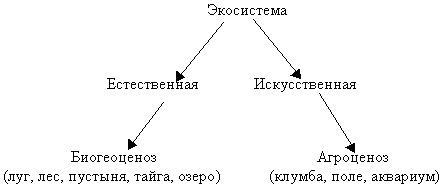 Экосистема
Естественная Искусственная
Биогеоценоз Агроценоз
(луг, лес, пустыня, тайга, озеро) (клумба, поле, аквариум)